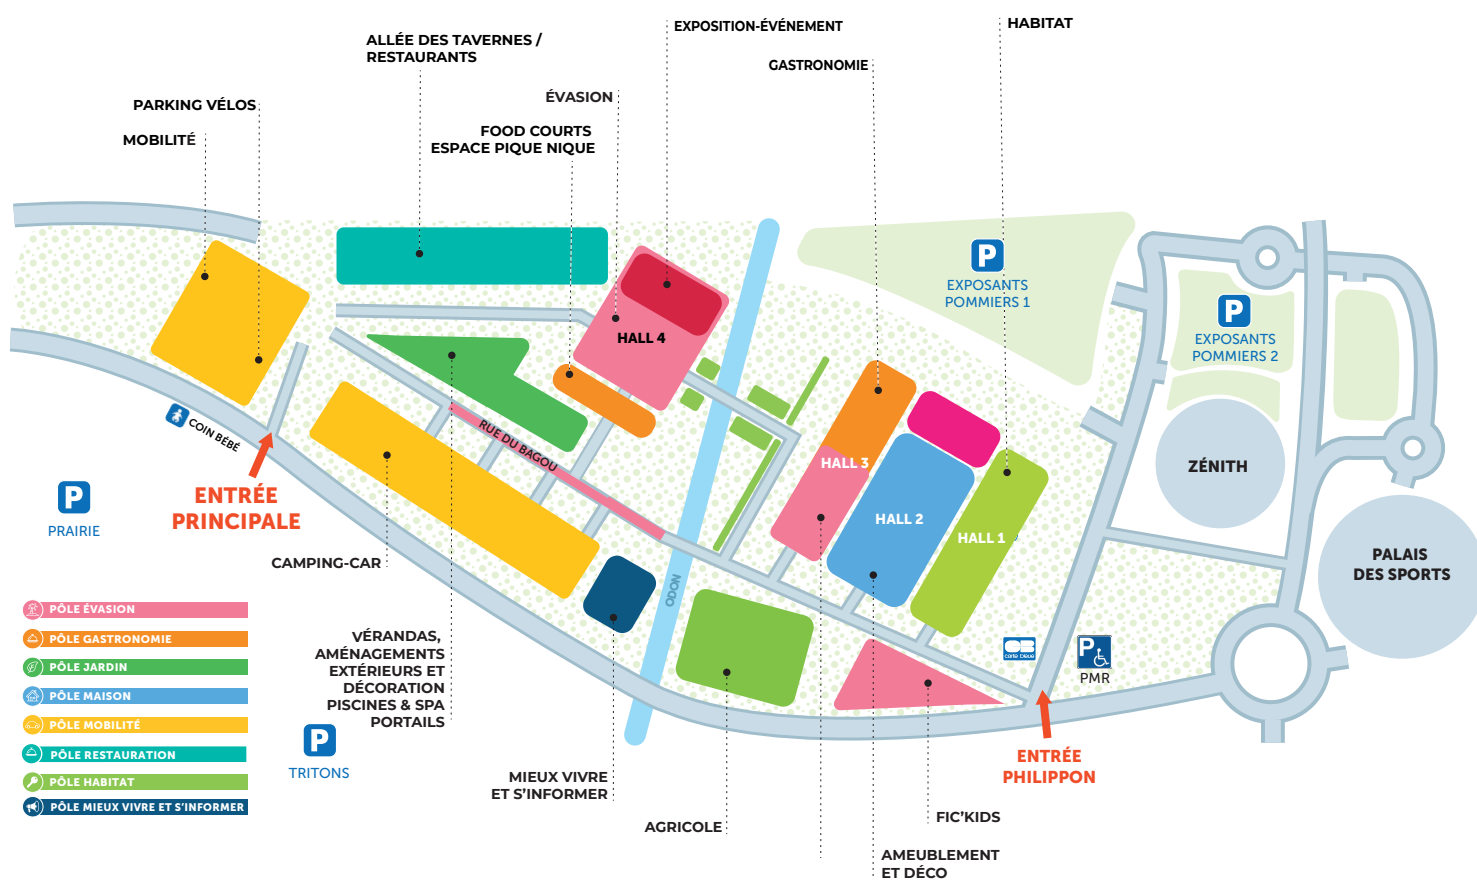 EXPOSITION-ÉVÉNEMENT
HABITAT
ALLÉE DES TAVERNES /
RESTAURANTS
GASTRONOMIE
ÉVASION
PARKING VÉLOS
FOOD COURTS
ESPACE PIQUE NIQUE
MOBILITÉ
P
EXPOSANTS
POMMIERS 1
P
EXPOSANTS
POMMIERS 2
HALL 4
COIN BÉBÉ
RUE DU BAGOU
HALL 3
ZÉNITH
P
PRAIRIE
ENTRÉE
PRINCIPALE
HALL 2
HALL 1
CAMPING-CAR
PALAIS
DES SPORTS
ODON
PÔLE ÉVASION
PÔLE GASTRONOMIE
PÔLE JARDIN
PÔLE MAISON
PÔLE MOBILITÉ
PÔLE RESTAURATION
PÔLE HABITAT
PÔLE MIEUX VIVRE ET S'INFORMER
VÉRANDAS,
AMÉNAGEMENTS
EXTÉRIEURS ET
DÉCORATION
PISCINES & SPA
PORTAILS
CB
carte bleue
P
PMR
P
TRITONS
ENTRÉE
PHILIPPON
MIEUX VIVRE
ET S'INFORMER
AGRICOLE
FIC'KIDS
AMEUBLEMENT
ET DÉCO